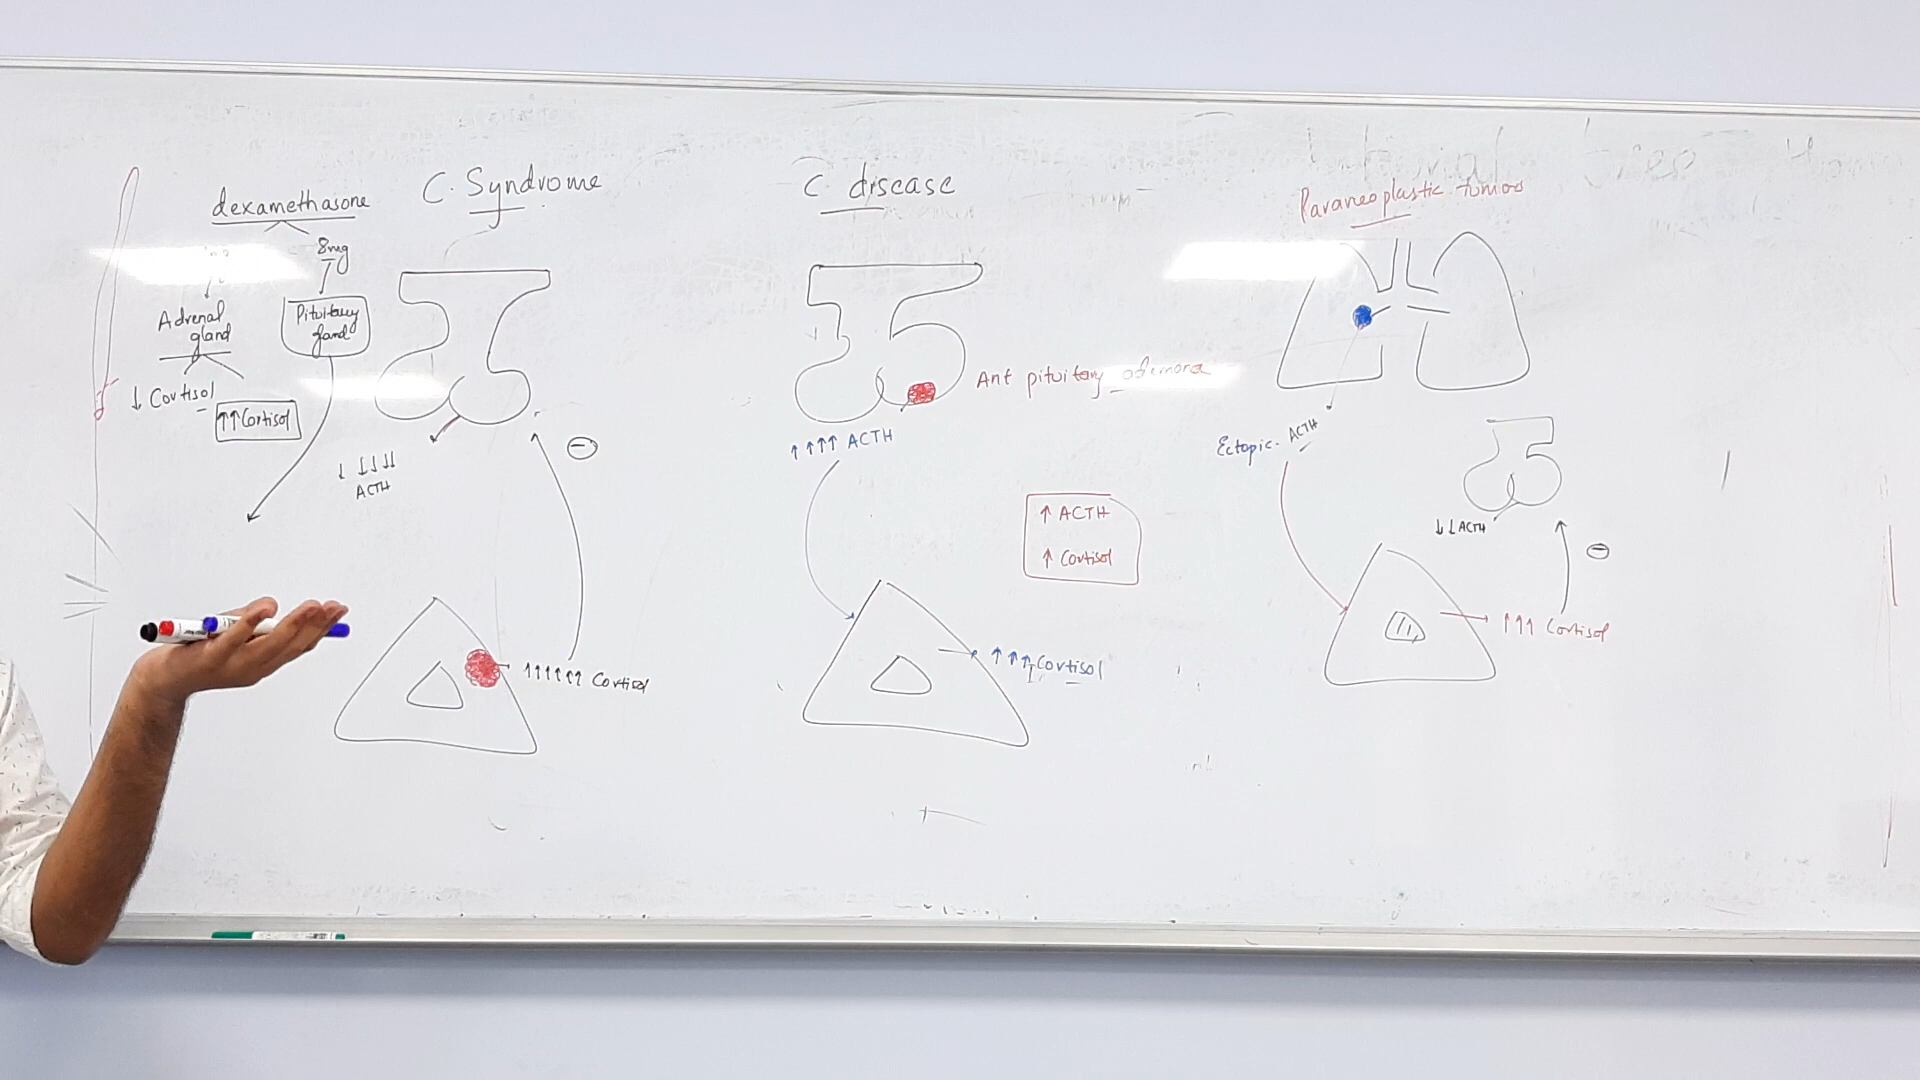 dexamethasone
8mg
Adrenal
gland
Pituitary
gland
↓ Cortisol
↑↑Cortisol
C. Syndrome
↓ ↓↓↓↓
ACTH
⊖
↑↑↑↑↑↑ Cortisol
C disease
Ant pituitary adenoma
↑↑↑↑ ACTH
↑ ACTH
↑ Cortisol
↑↑↑ Cortisol
Paraneoplastic tumors
Ectopic. ACTH
↓↓ ACTH
⊖
↑↑↑ Cortisol